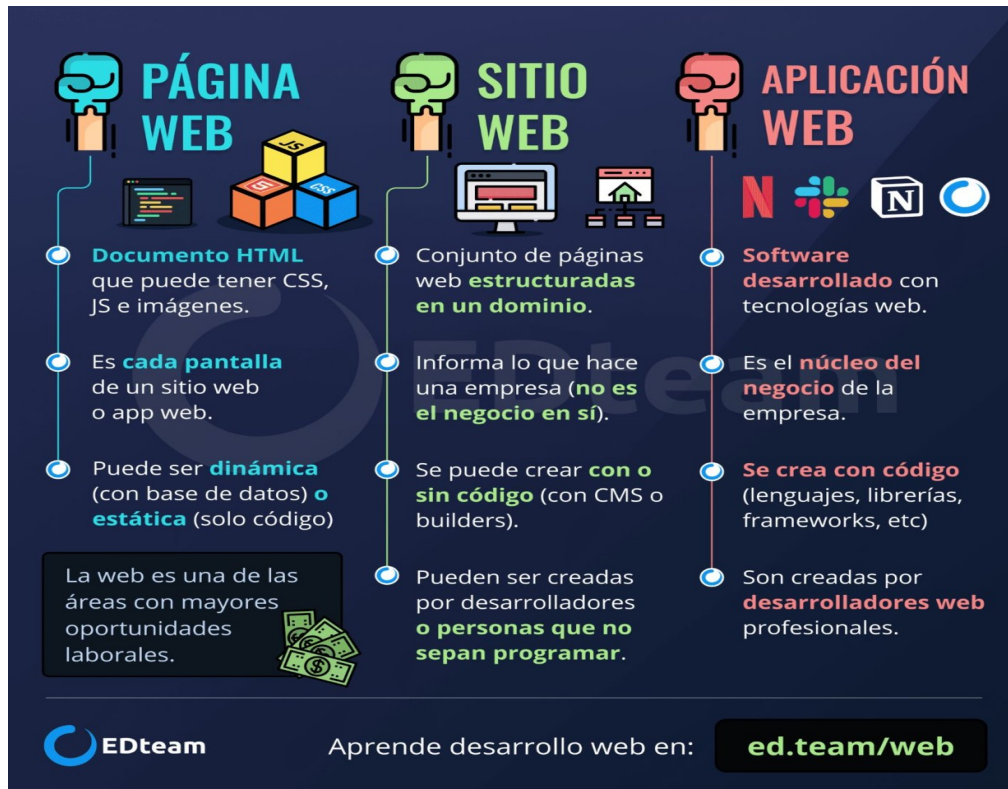 PÁGINA
WEB
JS
CSS
Documento HTML
que puede tener CSS,
JS e imágenes.
Es cada pantalla
de un sitio web
o app web.
Puede ser dinámica
(con base de datos) o
estática (solo código)
La web es una de las
áreas con mayores
oportunidades
laborales.
SITIO
WEB
Conjunto de páginas
web estructuradas
en un dominio.
Informa lo que hace
una empresa (no es
el negocio en sí).
Se puede crear con o
sin código (con CMS o
builders).
Pueden ser creadas
por desarrolladores
o personas que no
sepan programar.
APLICACIÓN
WEB
N
N
Software
desarrollado con
tecnologías web.
Es el núcleo del
negocio de la
empresa.
Se crea con código
(lenguajes, librerías,
frameworks, etc)
Son creadas por
desarrolladores web
profesionales.
EDteam
EDteam
Aprende desarrollo web en:
ed.team/web